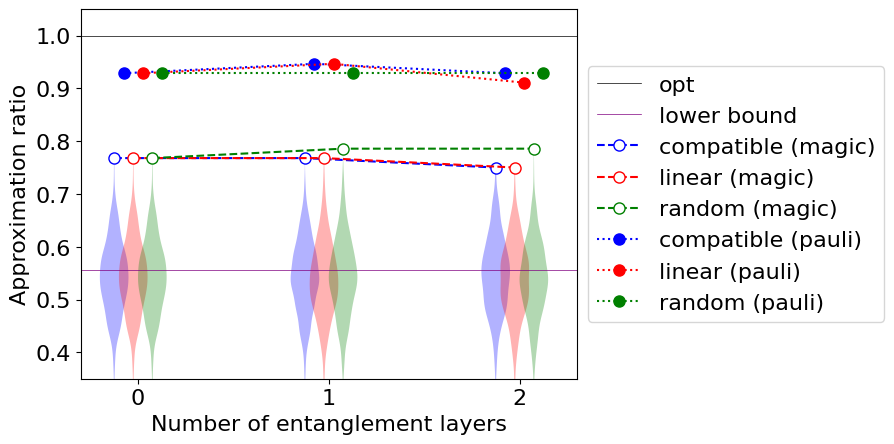 1.0
0.9
0.8
0.7
0.6
0.5
0.4
Approximation ratio
0 1 2
Number of entanglement layers
opt
lower bound
compatible (magic)
linear (magic)
random (magic)
compatible (pauli)
linear (pauli)
random (pauli)